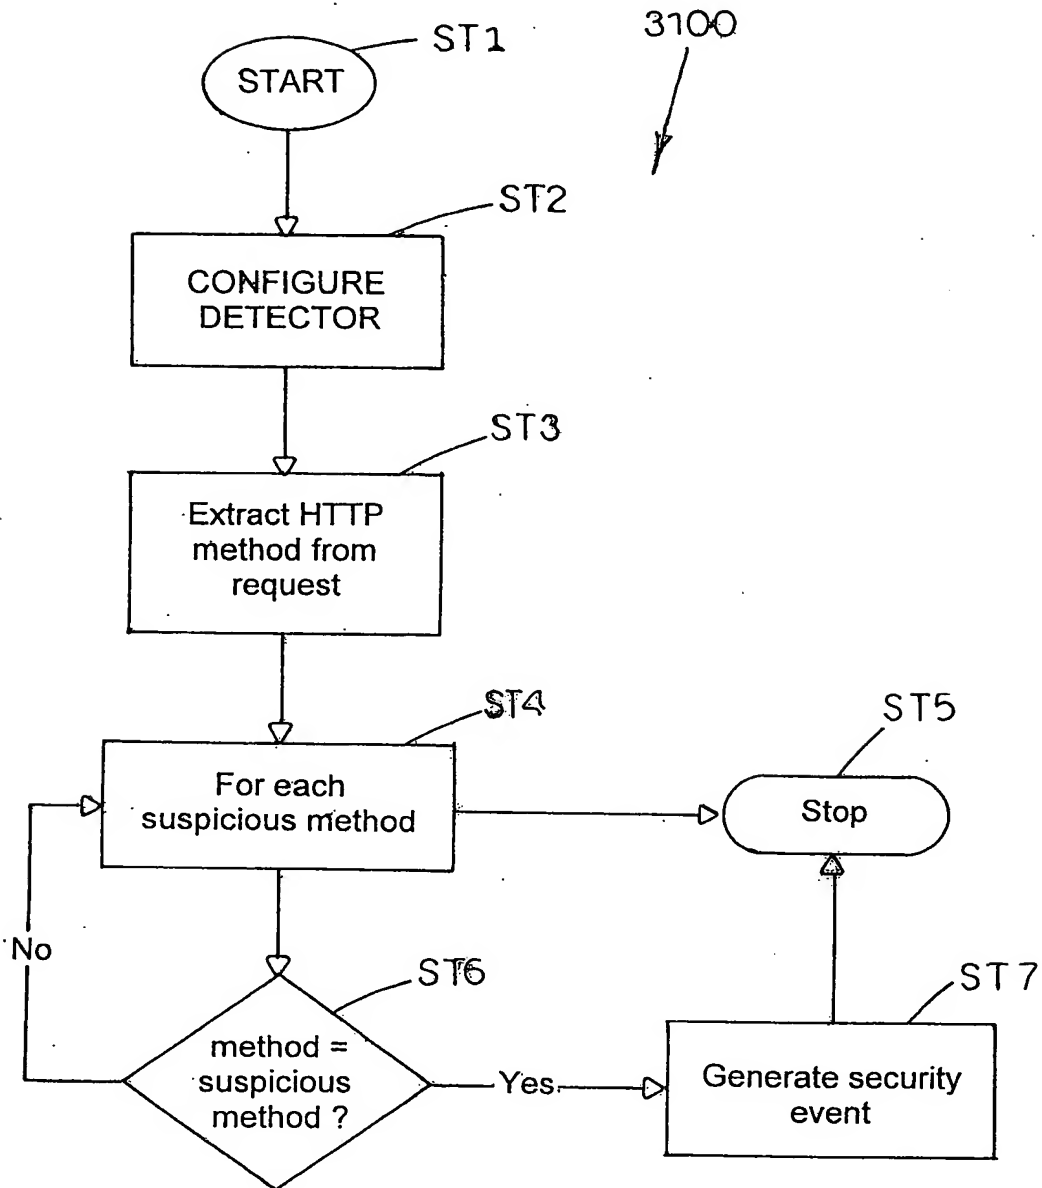 ST1
3100
START
ST2
CONFIGURE
DETECTOR
ST3
Extract HTTP
method from
request
ST4
ST5
For each
suspicious method
Stop
No
ST6
ST7
method =
suspicious
method ?
Yes
Generate security
event